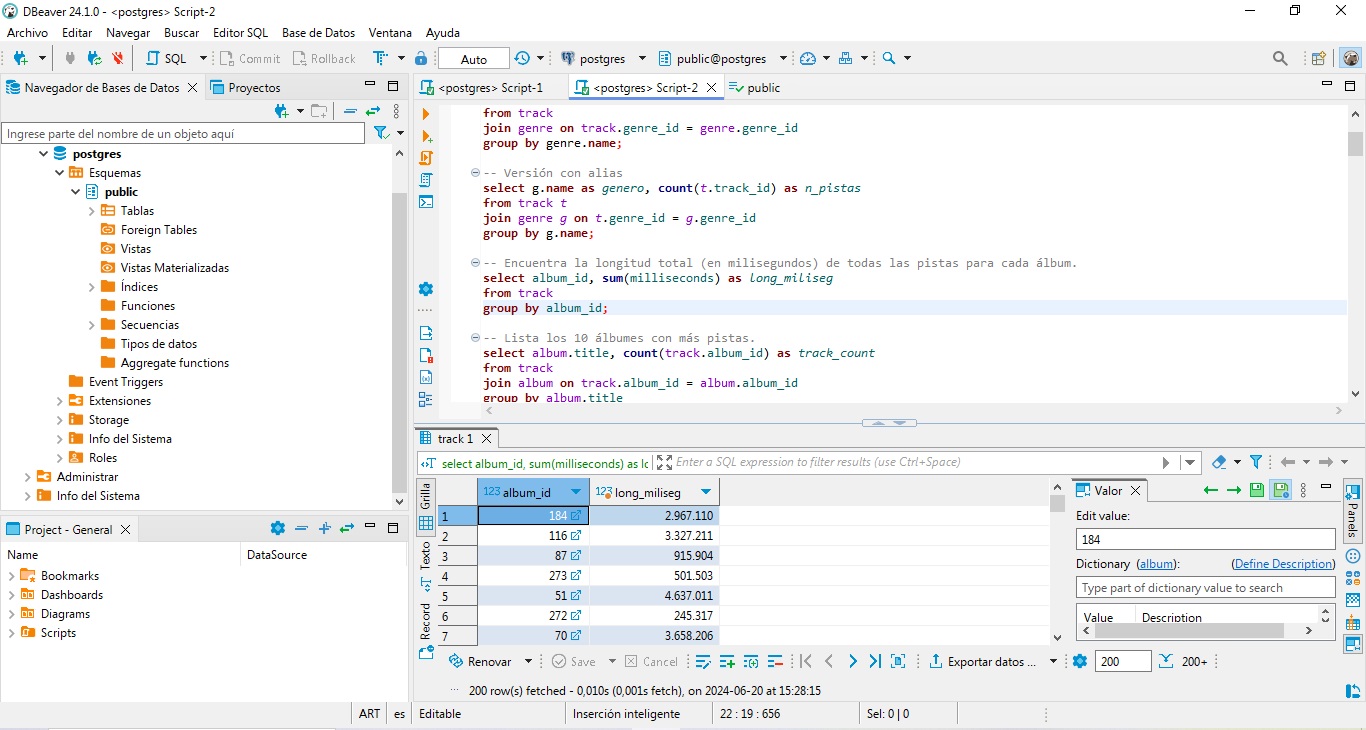 DBeaver 24.1.0 - <postgres> Script-2
Archivo Editar Navegar Buscar Editor SQL Base de Datos Ventana Ayuda
SQL Commit Rollback Auto postgres public@postgres
Navegador de Bases de Datos Proyectos
Ingrese parte del nombre de un objeto aquí
postgres
Esquemas
public
Tablas
Foreign Tables
Vistas
Vistas Materializadas
Índices
Funciones
Secuencias
Tipos de datos
Aggregate functions
Event Triggers
Extensiones
Storage
Info del Sistema
Roles
Administrar
Info del Sistema
Project - General
Name DataSource
Bookmarks
Dashboards
Diagrams
Scripts
<postgres> Script-1 <postgres> Script-2 public
from track
join genre on track.genre_id = genre.genre_id
group by genre.name;
-- Versión con alias
select g.name as genero, count(t.track_id) as n_pistas
from track t
join genre g on t.genre_id = g.genre_id
group by g.name;
-- Encuentra la longitud total (en milisegundos) de todas las pistas para cada álbum.
select album_id, sum(milliseconds) as long_miliseg
from track
group by album_id;
-- Lista los 10 álbumes con más pistas.
select album.title, count(track.album_id) as track_count
from track
join album on track.album_id = album.album_id
group by album.title
track 1
select album_id, sum(milliseconds) as lc Enter a SQL expression to filter results (use Ctrl+Space)
Grilla
Texto
Record
123 album_id 123 long_miliseg
1 184 2.967.110
2 116 3.327.211
3 87 915.904
4 273 501.503
5 51 4.637.011
6 272 245.317
7 70 3.658.206
Valor
Edit value:
184
Dictionary (album): (Define Description)
Type part of dictionary value to search
Value Description
Panels
Renovar Save Cancel Exportar datos ... 200 200+
200 row(s) fetched - 0,010s (0,001s fetch), on 2024-06-20 at 15:28:15
ART es Editable Inserción inteligente 22 : 19 : 656 Sel: 0 | 0